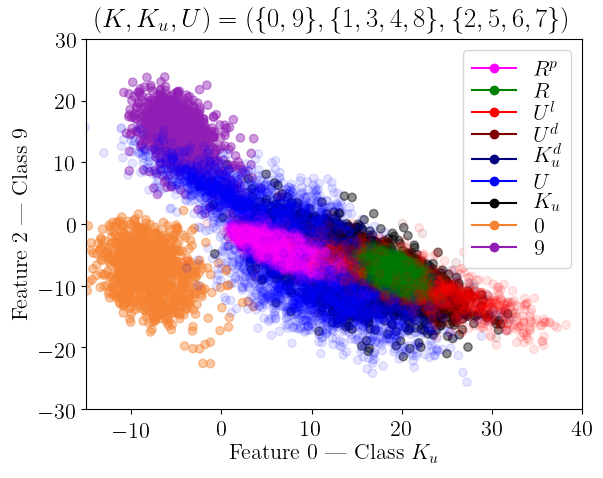 (K, K_u, U) = ({0, 9}, {1, 3, 4, 8}, {2, 5, 6, 7})
30
20
10
0
−10
−20
−30
Feature 2 — Class 9
R^p
R
U^l
U^d
K_u^d
U
K_u
0
9
−10
0
10
20
30
40
Feature 0 — Class K_u